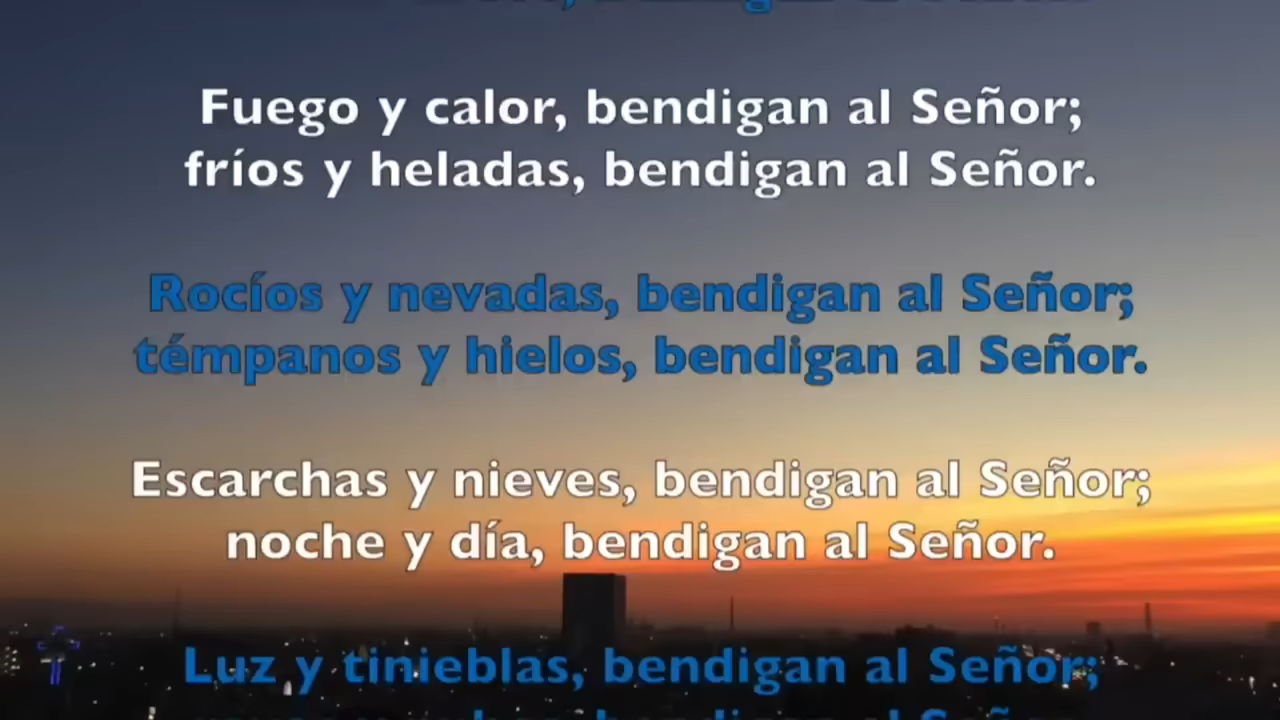 Fuego y calor, bendigan al Señor;
fríos y heladas, bendigan al Señor.
Rocíos y nevadas, bendigan al Señor;
témpanos y hielos, bendigan al Señor.
Escarchas y nieves, bendigan al Señor;
noche y día, bendigan al Señor.
Luz y tinieblas, bendigan al Señor;